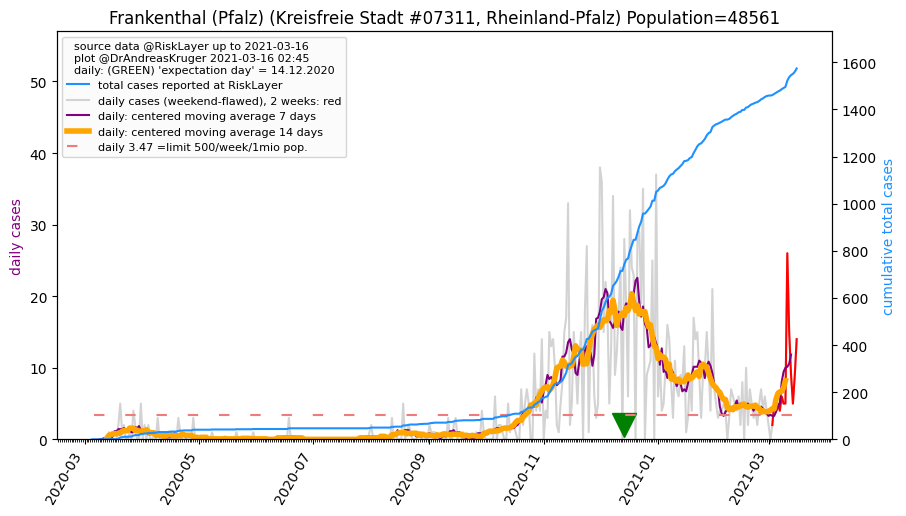 Frankenthal (Pfalz) (Kreisfreie Stadt #07311, Rheinland-Pfalz) Population=48561
source data @RiskLayer up to 2021-03-16
plot @DrAndreasKruger 2021-03-16 02:45
daily: (GREEN) 'expectation day' = 14.12.2020
total cases reported at RiskLayer
daily cases (weekend-flawed), 2 weeks: red
daily: centered moving average 7 days
daily: centered moving average 14 days
daily 3.47 =limit 500/week/1mio pop.
daily cases
50
40
30
20
10
0
cumulative total cases
1600
1400
1200
1000
800
600
400
200
0
2020-03
2020-05
2020-07
2020-09
2020-11
2021-01
2021-03